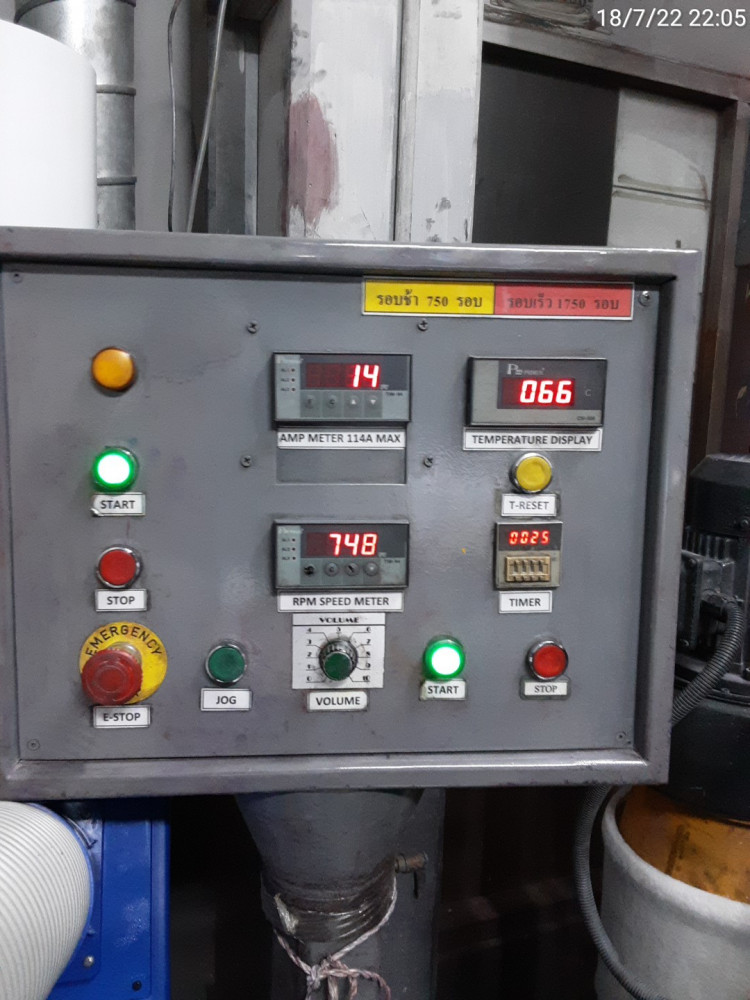 18/7/22 22:05
รอบช้า 750 รอบ
รอบเร็ว 1750 รอบ
14
AMP METER 114A MAX
066
C
TEMPERATURE DISPLAY
START
T-RESET
748
0025
STOP
RPM SPEED METER
TIMER
EMERGENCY
VOLUME
E-STOP
JOG
VOLUME
START
STOP